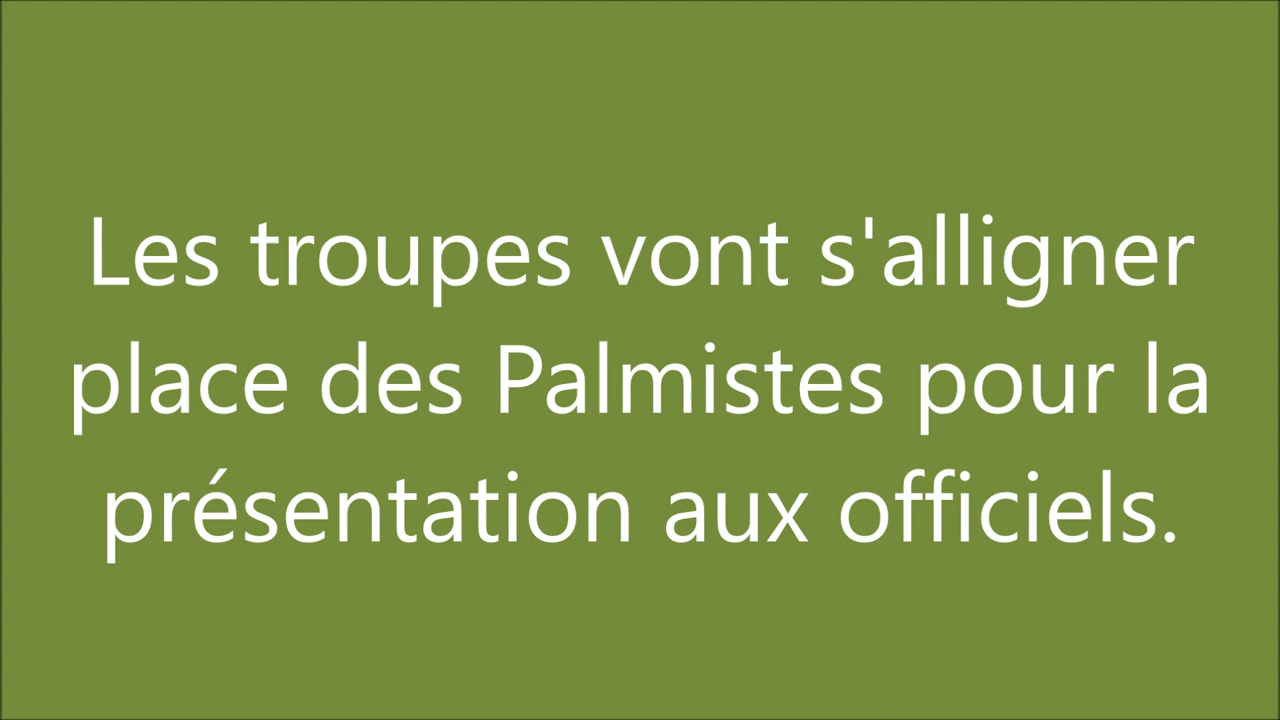 Les troupes vont s'alligner
place des Palmistes pour la
présentation aux officiels.